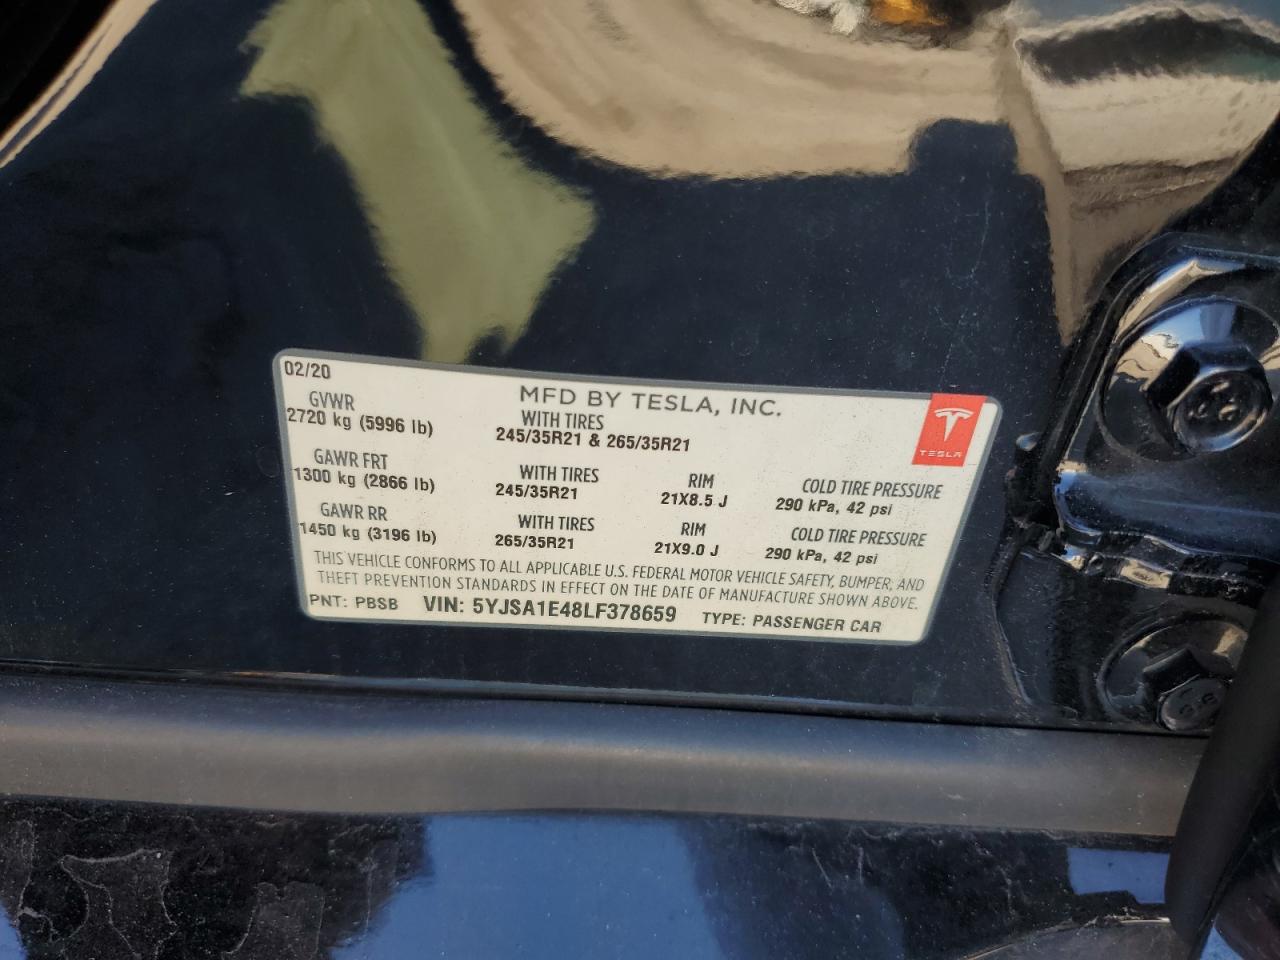 02/20
MFD BY TESLA, INC.
GVWR WITH TIRES
2720 kg (5996 lb) 245/35R21 & 265/35R21
TESLA
GAWR FRT WITH TIRES RIM COLD TIRE PRESSURE
1300 kg (2866 lb) 245/35R21 21X8.5 J 290 kPa, 42 psi
GAWR RR WITH TIRES RIM COLD TIRE PRESSURE
1450 kg (3196 lb) 265/35R21 21X9.0 J 290 kPa, 42 psi
THIS VEHICLE CONFORMS TO ALL APPLICABLE U.S. FEDERAL MOTOR VEHICLE SAFETY, BUMPER, AND
THEFT PREVENTION STANDARDS IN EFFECT ON THE DATE OF MANUFACTURE SHOWN ABOVE.
PNT: PBSB VIN: 5YJSA1E48LF378659 TYPE: PASSENGER CAR